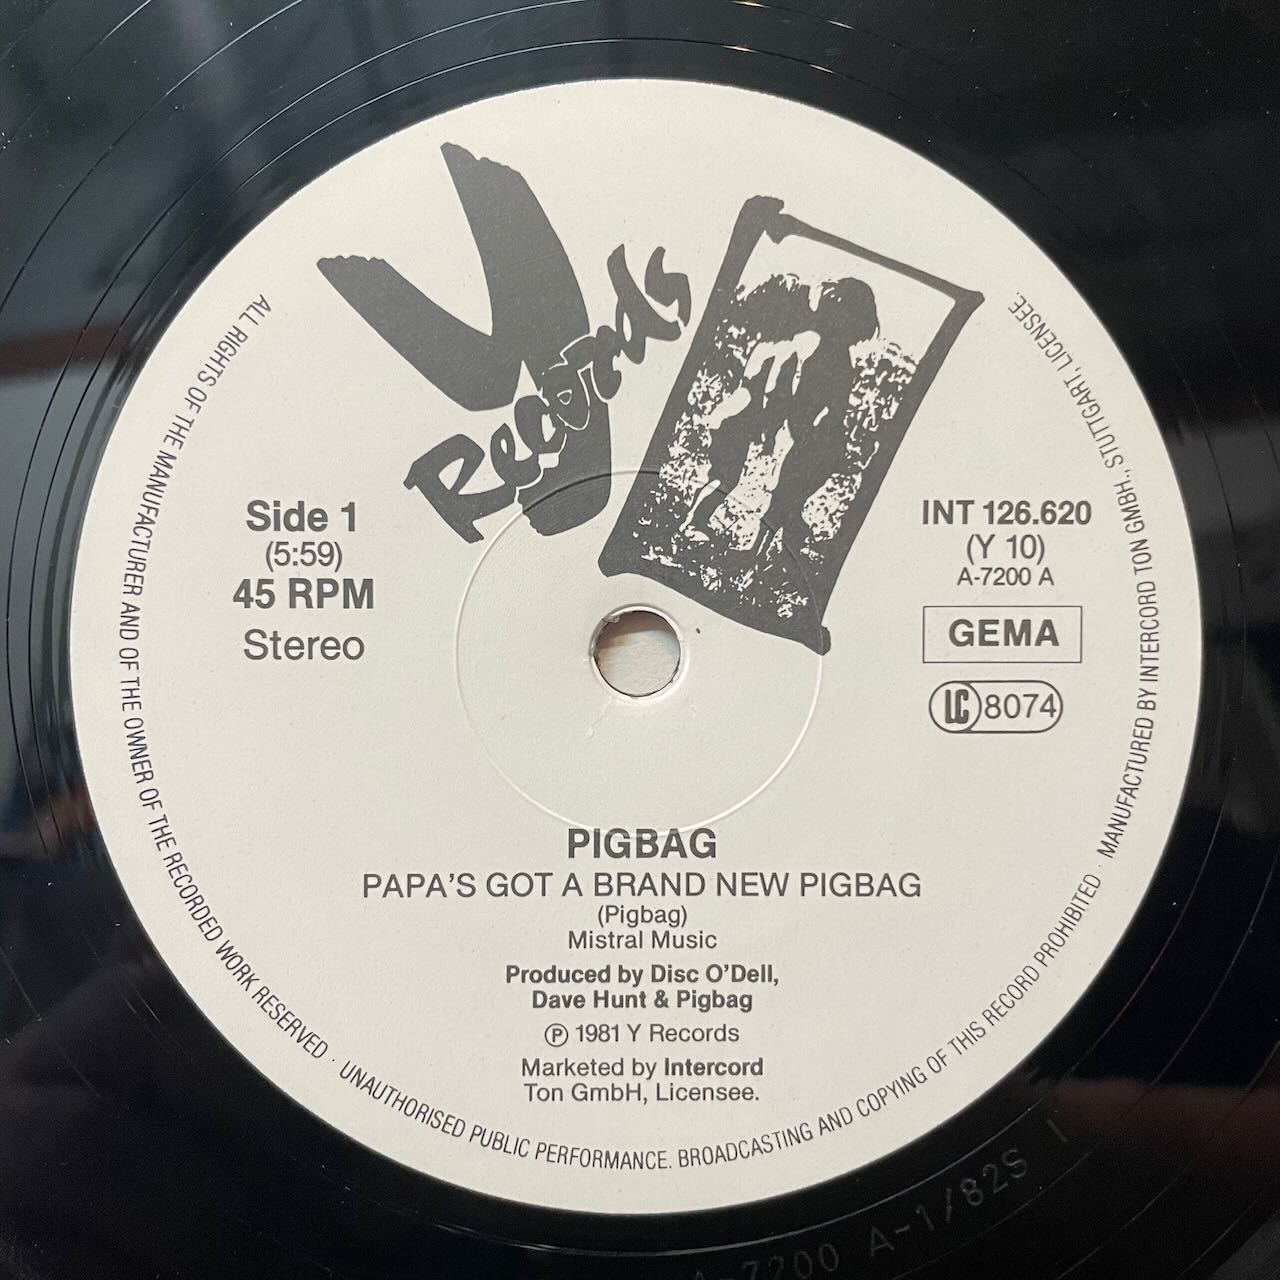 Y
Records
Side 1
(5:59)
45 RPM
Stereo
INT 126.620
(Y 10)
A-7200 A
GEMA
LC 8074
PIGBAG
PAPA'S GOT A BRAND NEW PIGBAG
(Pigbag)
Mistral Music
Produced by Disc O'Dell,
Dave Hunt & Pigbag
Ⓟ 1981 Y Records
Marketed by Intercord
Ton GmbH, Licensee.
ALL RIGHTS OF THE MANUFACTURER AND OF THE OWNER OF THE RECORDED WORK RESERVED · UNAUTHORISED PUBLIC PERFORMANCE. BROADCASTING AND COPYING OF THIS RECORD PROHIBITED · MANUFACTURED BY INTERCORD TON GMBH., STUTTGART, LICENSEE.
A-7200 A-1/82S I